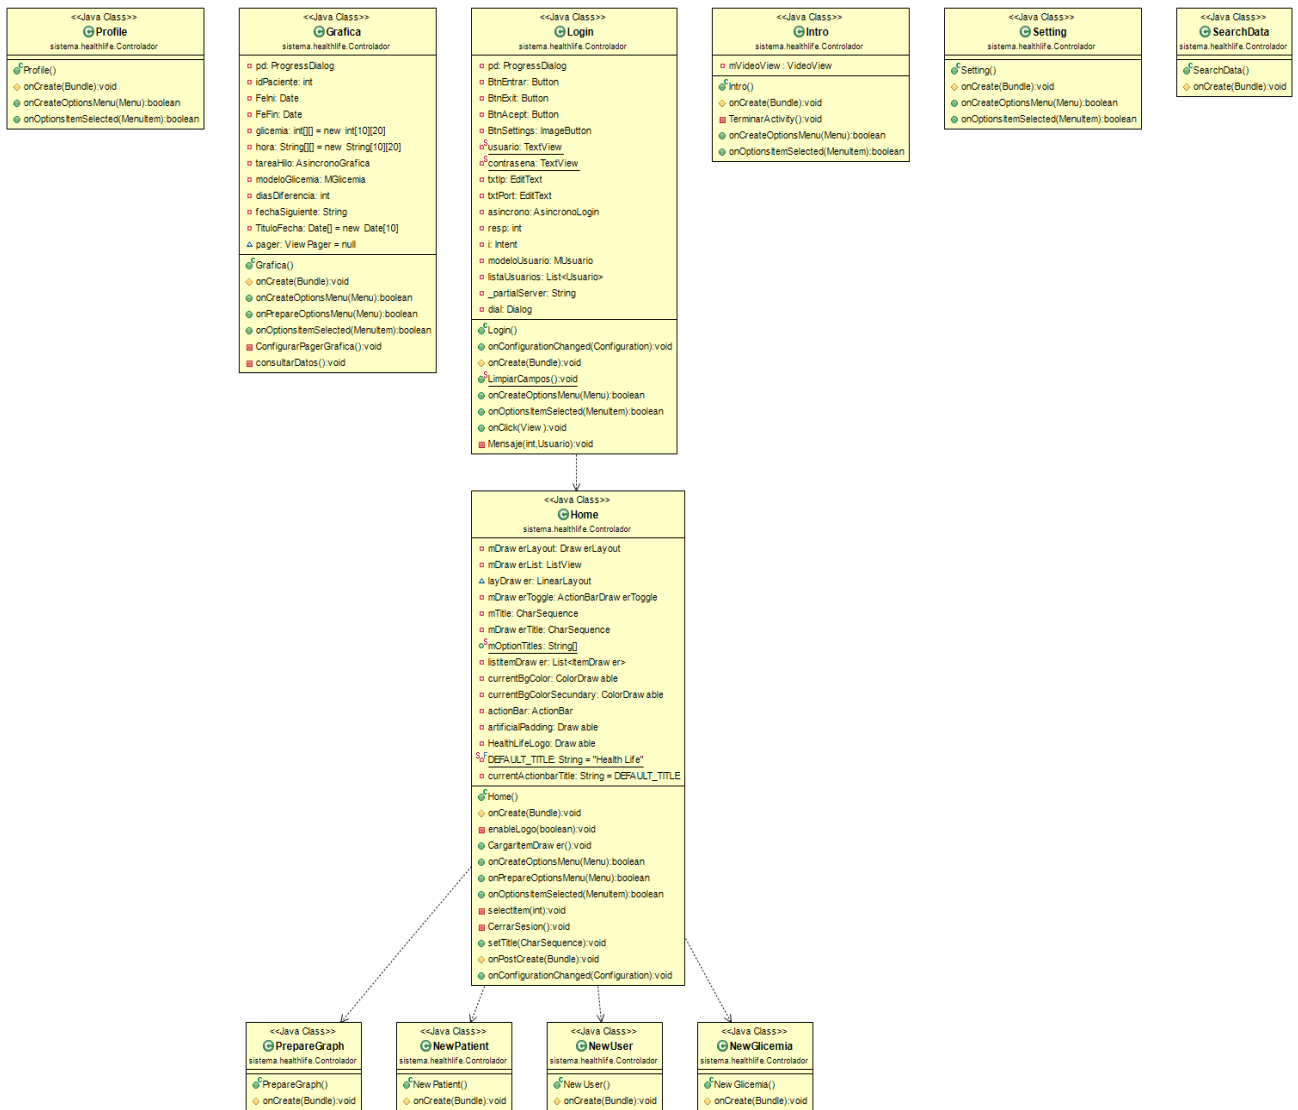 <<Java Class>>
Profile
sistema.healthlife.Controlador
Profile()
onCreate(Bundle):void
onCreateOptionsMenu(Menu):boolean
onOptionsItemSelected(MenuItem):boolean
<<Java Class>>
Grafica
sistema.healthlife.Controlador
pd: ProgressDialog
idPaciente: int
FeIni: Date
FeFin: Date
glicemia: int[][] = new int[10][20]
hora: String[][] = new String[10][20]
tareaHilo: AsincronoGrafica
modeloGlicemia: MGlicemia
diasDiferencia: int
fechaSiguiente: String
TituloFecha: Date[] = new Date[10]
pager: ViewPager = null
Grafica()
onCreate(Bundle):void
onCreateOptionsMenu(Menu):boolean
onPrepareOptionsMenu(Menu):boolean
onOptionsItemSelected(MenuItem):boolean
ConfigurarPagerGrafica():void
consultarDatos():void
<<Java Class>>
Login
sistema.healthlife.Controlador
pd: ProgressDialog
BtnEntrar: Button
BtnExit: Button
BtnAcept: Button
BtnSettings: ImageButton
usuario: TextView
contrasena: TextView
txtIp: EditText
txtPort: EditText
asincrono: AsincronoLogin
resp: int
i: Intent
modeloUsuario: MUsuario
listaUsuarios: List<Usuario>
_partialServer: String
dial: Dialog
Login()
onConfigurationChanged(Configuration):void
onCreate(Bundle):void
LimpiarCampos():void
onCreateOptionsMenu(Menu):boolean
onOptionsItemSelected(MenuItem):boolean
onClick(View):void
Mensaje(int,Usuario):void
<<Java Class>>
Intro
sistema.healthlife.Controlador
mVideoView: VideoView
Intro()
onCreate(Bundle):void
TerminarActivity():void
onCreateOptionsMenu(Menu):boolean
onOptionsItemSelected(MenuItem):boolean
<<Java Class>>
Setting
sistema.healthlife.Controlador
Setting()
onCreate(Bundle):void
onCreateOptionsMenu(Menu):boolean
onOptionsItemSelected(MenuItem):boolean
<<Java Class>>
SearchData
sistema.healthlife.Controlador
SearchData()
onCreate(Bundle):void
<<Java Class>>
Home
sistema.healthlife.Controlador
mDrawerLayout: DrawerLayout
mDrawerList: ListView
layDrawer: LinearLayout
mDrawerToggle: ActionBarDrawerToggle
mTitle: CharSequence
mDrawerTitle: CharSequence
mOptionTitles: String[]
listItemDrawer: List<ItemDrawer>
currentBgColor: ColorDrawable
currentBgColorSecundary: ColorDrawable
actionBar: ActionBar
artificialPadding: Drawable
HealthLifeLogo: Drawable
DEFAULT_TITLE: String = "Health Life"
currentActionbarTitle: String = DEFAULT_TITLE
Home()
onCreate(Bundle):void
enableLogo(boolean):void
CargarItemDrawer():void
onCreateOptionsMenu(Menu):boolean
onPrepareOptionsMenu(Menu):boolean
onOptionsItemSelected(MenuItem):boolean
selectItem(int):void
CerrarSesion():void
setTitle(CharSequence):void
onPostCreate(Bundle):void
onConfigurationChanged(Configuration):void
<<Java Class>>
PrepareGraph
sistema.healthlife.Controlador
PrepareGraph()
onCreate(Bundle):void
<<Java Class>>
NewPatient
sistema.healthlife.Controlador
NewPatient()
onCreate(Bundle):void
<<Java Class>>
NewUser
sistema.healthlife.Controlador
NewUser()
onCreate(Bundle):void
<<Java Class>>
NewGlicemia
sistema.healthlife.Controlador
NewGlicemia()
onCreate(Bundle):void